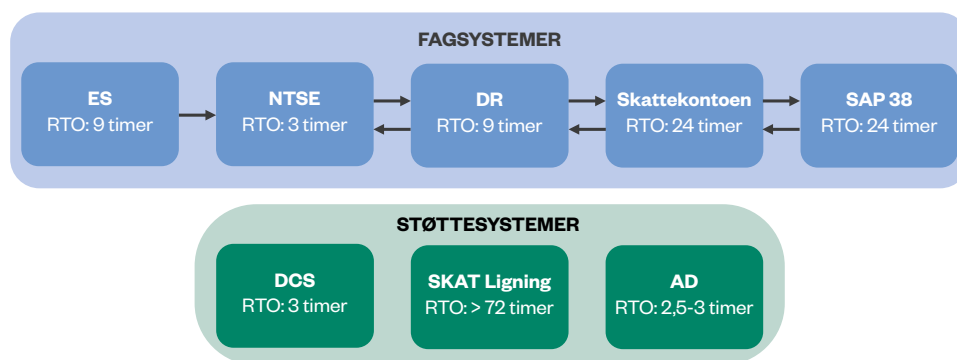 FAGSYSTEMER
ES
RTO: 9 timer
NTSE
RTO: 3 timer
DR
RTO: 9 timer
Skattekontoen
RTO: 24 timer
SAP 38
RTO: 24 timer
STØTTESYSTEMER
DCS
RTO: 3 timer
SKAT Ligning
RTO: > 72 timer
AD
RTO: 2,5-3 timer